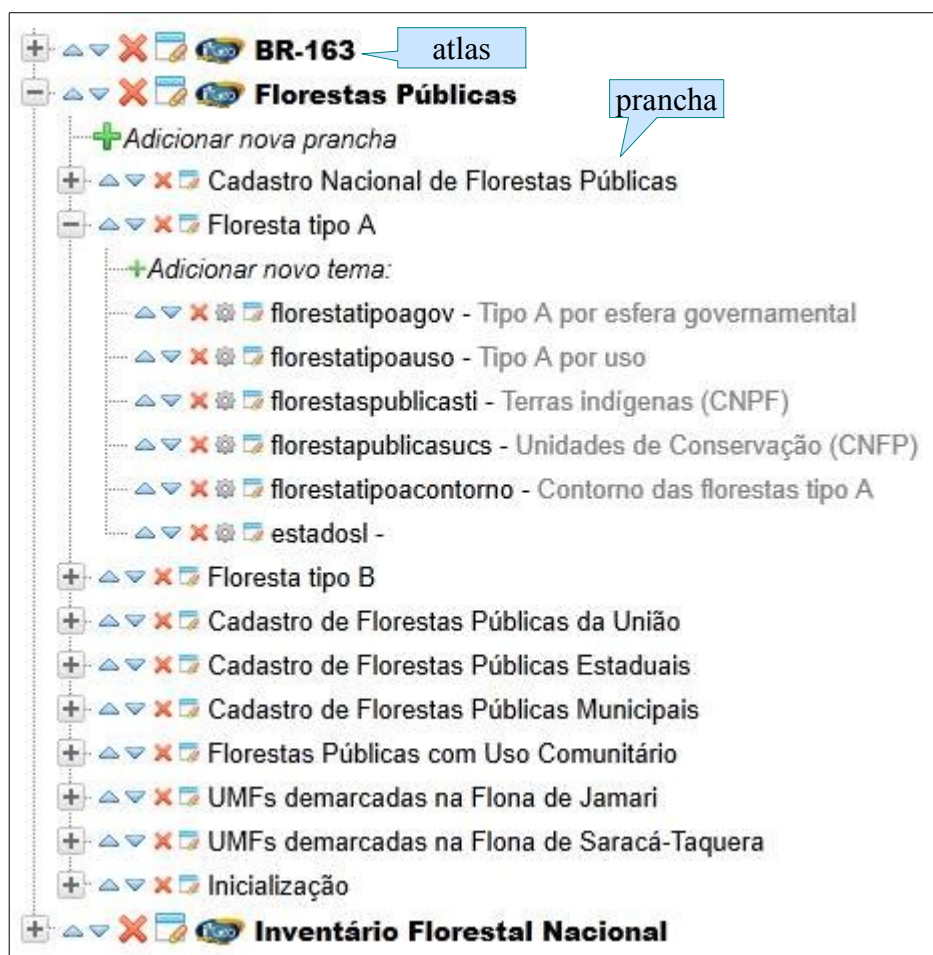 BR-163
atlas
Florestas Públicas
prancha
Adicionar nova prancha
Cadastro Nacional de Florestas Públicas
Floresta tipo A
Adicionar novo tema:
florestatipoagov - Tipo A por esfera governamental
florestatipoauso - Tipo A por uso
florestaspublicasti - Terras indígenas (CNPF)
florestapublicasucs - Unidades de Conservação (CNFP)
florestatipoacontorno - Contorno das florestas tipo A
estadosl -
Floresta tipo B
Cadastro de Florestas Públicas da União
Cadastro de Florestas Públicas Estaduais
Cadastro de Florestas Públicas Municipais
Florestas Públicas com Uso Comunitário
UMFs demarcadas na Flona de Jamari
UMFs demarcadas na Flona de Saracá-Taquera
Inicialização
Inventário Florestal Nacional